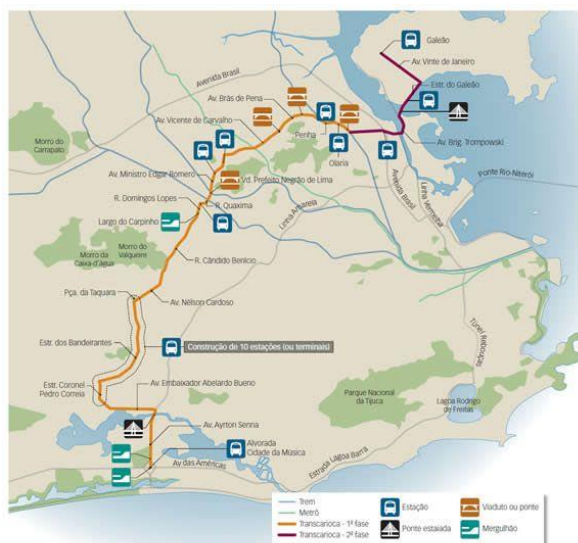 Galeão
Av. Vinte de Janeiro
Avenida Brasil
Estr. do Galeão
Av. Brás de Pena
Av. Vicente de Carvalho
Penha
Morro do
Carrapato
Olaria
Av. Brig. Trompowski
Av. Ministro Edgar Romero
Vd. Prefeito Negrão de Lima
Ponte Rio-Niterói
R. Domingos Lopes
R. Quaxima
Avenida Brasil
Linha Vermelha
Largo do Carpinho
Linha Amarela
Morro do
Valqueire
Morro da
Caixa d'água
R. Cândido Benício
Pça. da Taquara
Av. Nélson Cardoso
Túnel Rebouças
Estr. dos Bandeirantes
Construção de 10 estações (ou terminais)
Estr. Coronel
Pedro Correia
Av. Embaixador Abelardo Bueno
Parque Nacional
da Tijuca
Lagoa Rodrigo
de Freitas
Av. Ayrton Senna
Alvorada
Cidade da Música
Av das Américas
Estrada Lagoa Barra
Trem
Metrô
Transcarioca - 1ª fase
Transcarioca - 2ª fase
Estação
Ponte estaiada
Viaduto ou ponte
Mergulhão